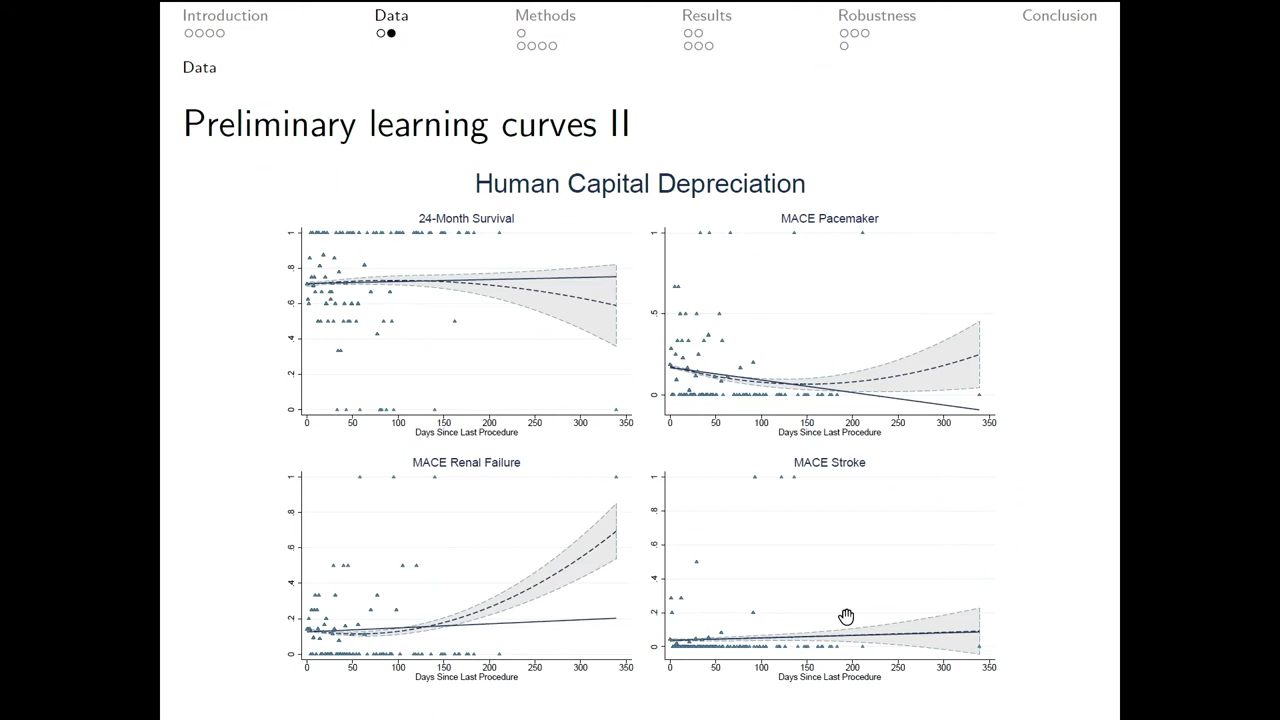 Introduction Data Methods Results Robustness Conclusion
Data
Preliminary learning curves II
Human Capital Depreciation
24-Month Survival
1
.8
.6
.4
.2
0
0 50 100 150 200 250 300 350
Days Since Last Procedure
MACE Pacemaker
1
.5
0
0 50 100 150 200 250 300 350
Days Since Last Procedure
MACE Renal Failure
1
.8
.6
.4
.2
0
0 50 100 150 200 250 300 350
Days Since Last Procedure
MACE Stroke
1
.8
.6
.4
.2
0
0 50 100 150 200 250 300 350
Days Since Last Procedure